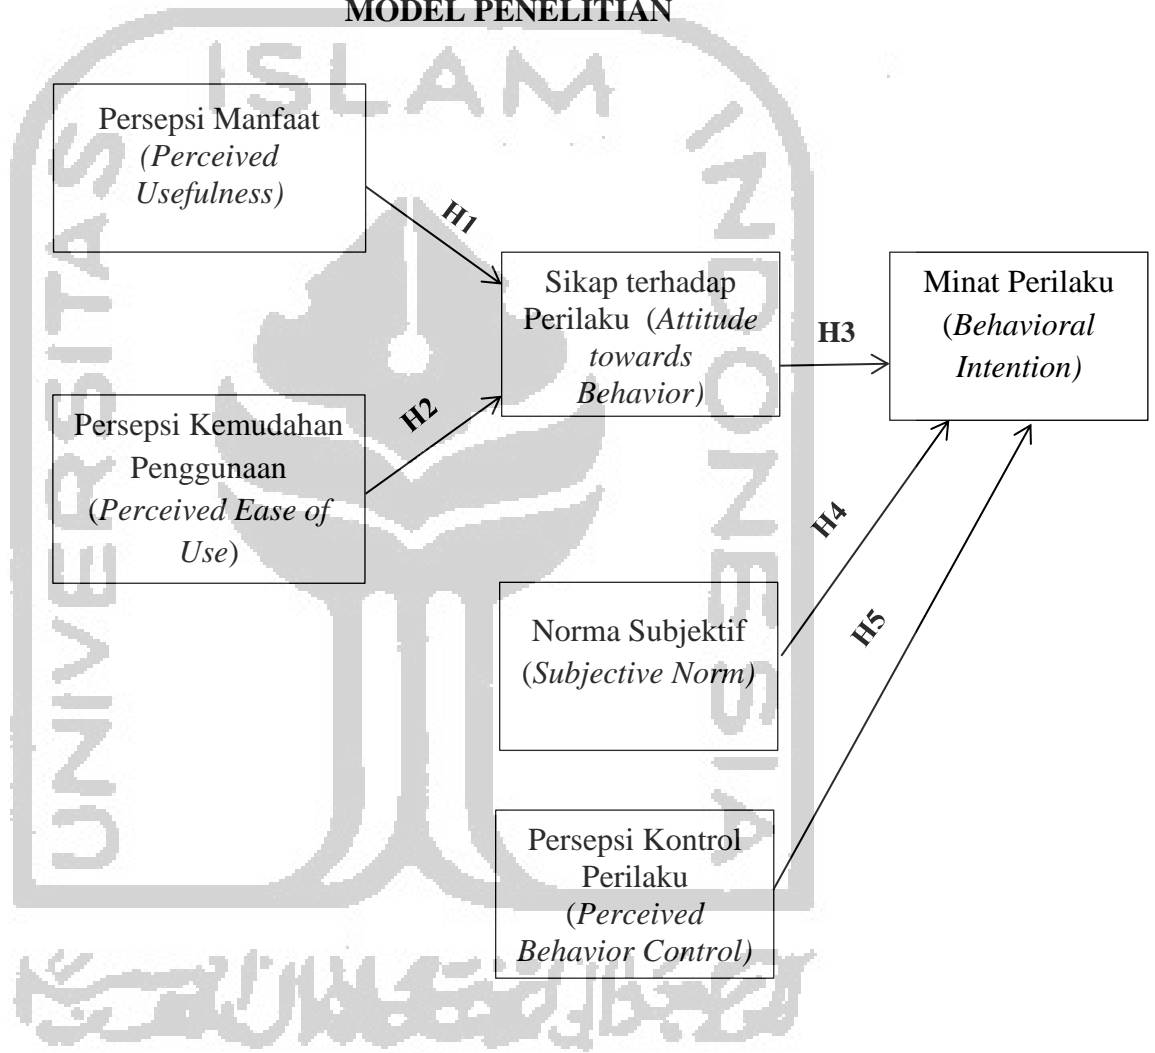 MODEL PENELITIAN
ISLAM
UNIVERSITAS
INDONESIA
Persepsi Manfaat
(Perceived
Usefulness)
H1
Sikap terhadap
Perilaku (Attitude
towards
Behavior)
H3
Minat Perilaku
(Behavioral
Intention)
Persepsi Kemudahan
Penggunaan
(Perceived Ease of
Use)
H2
H4
Norma Subjektif
(Subjective Norm)
H5
Persepsi Kontrol
Perilaku
(Perceived
Behavior Control)